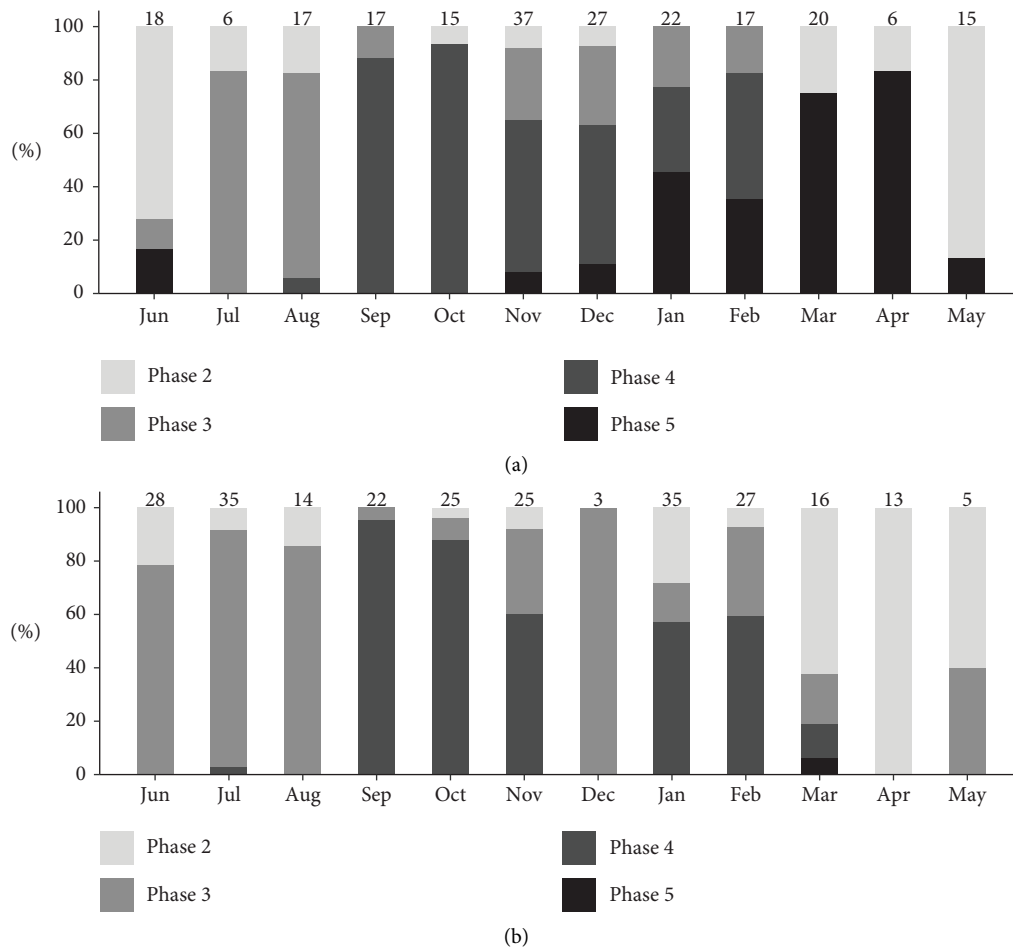 18 6 17 17 15 37 27 22 17 20 6 15
100
80
60
(%)
40
20
0
Jun Jul Aug Sep Oct Nov Dec Jan Feb Mar Apr May
Phase 2 Phase 4
Phase 3 Phase 5
(a)
28 35 14 22 25 25 3 35 27 16 13 5
100
80
60
(%)
40
20
0
Jun Jul Aug Sep Oct Nov Dec Jan Feb Mar Apr May
Phase 2 Phase 4
Phase 3 Phase 5
(b)